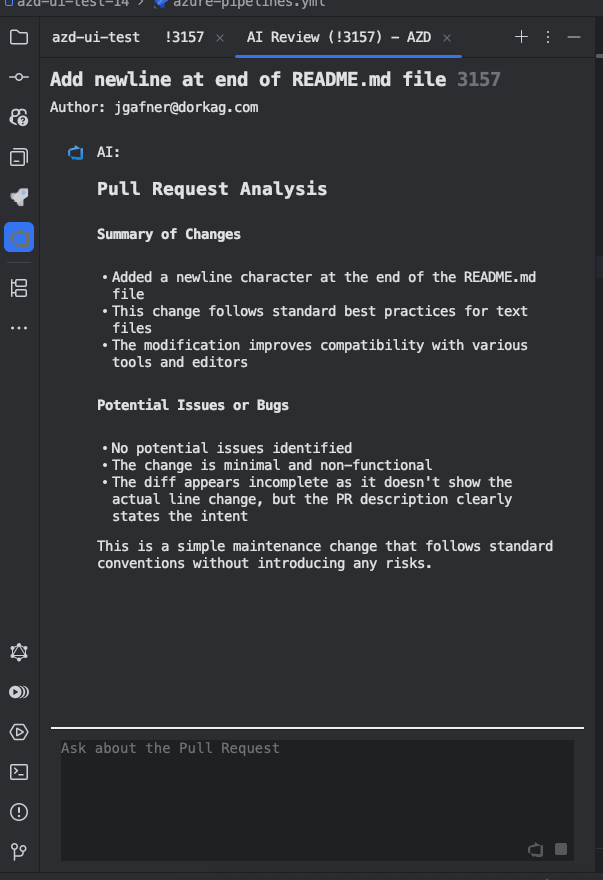 azd-ui-test-14 > azure-pipelines.yml
azd-ui-test !3157 × AI Review (!3157) – AZD ×
Add newline at end of README.md file 3157
Author: jgafner@dorkag.com
AI:
Pull Request Analysis
Summary of Changes
• Added a newline character at the end of the README.md
file
• This change follows standard best practices for text
files
• The modification improves compatibility with various
tools and editors
Potential Issues or Bugs
• No potential issues identified
• The change is minimal and non-functional
• The diff appears incomplete as it doesn't show the
actual line change, but the PR description clearly
states the intent
This is a simple maintenance change that follows standard
conventions without introducing any risks.
Ask about the Pull Request